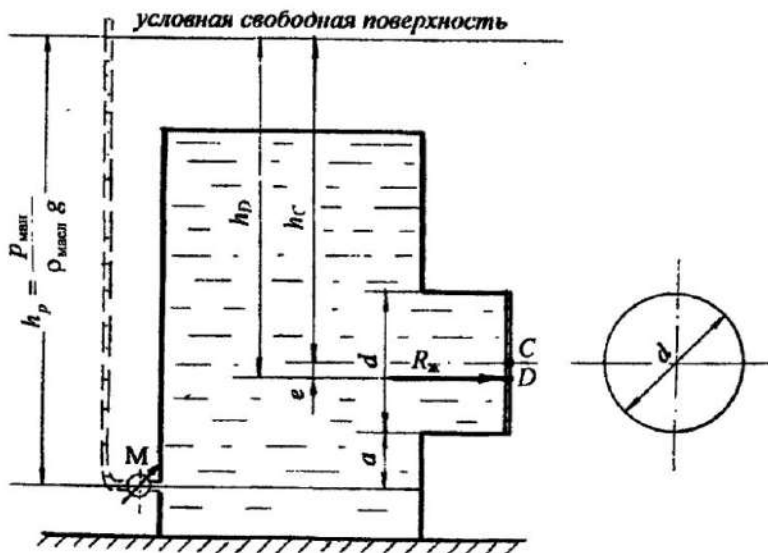 условная свободная поверхность
h_p = p_ман / ρ_масл g
h_D
h_C
d
e
a
R_ж
C
D
M
d